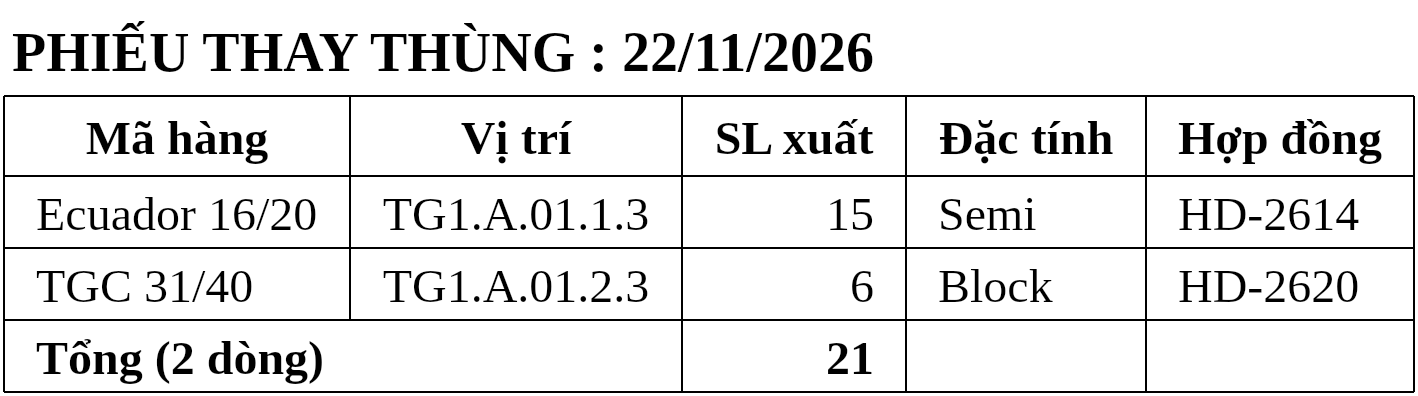 PHIẾU THAY THÙNG : 22/11/2026
Mã hàng Vị trí SL xuất Đặc tính Hợp đồng
Ecuador 16/20 TG1.A.01.1.3 15 Semi HD-2614
TGC 31/40 TG1.A.01.2.3 6 Block HD-2620
Tổng (2 dòng) 21